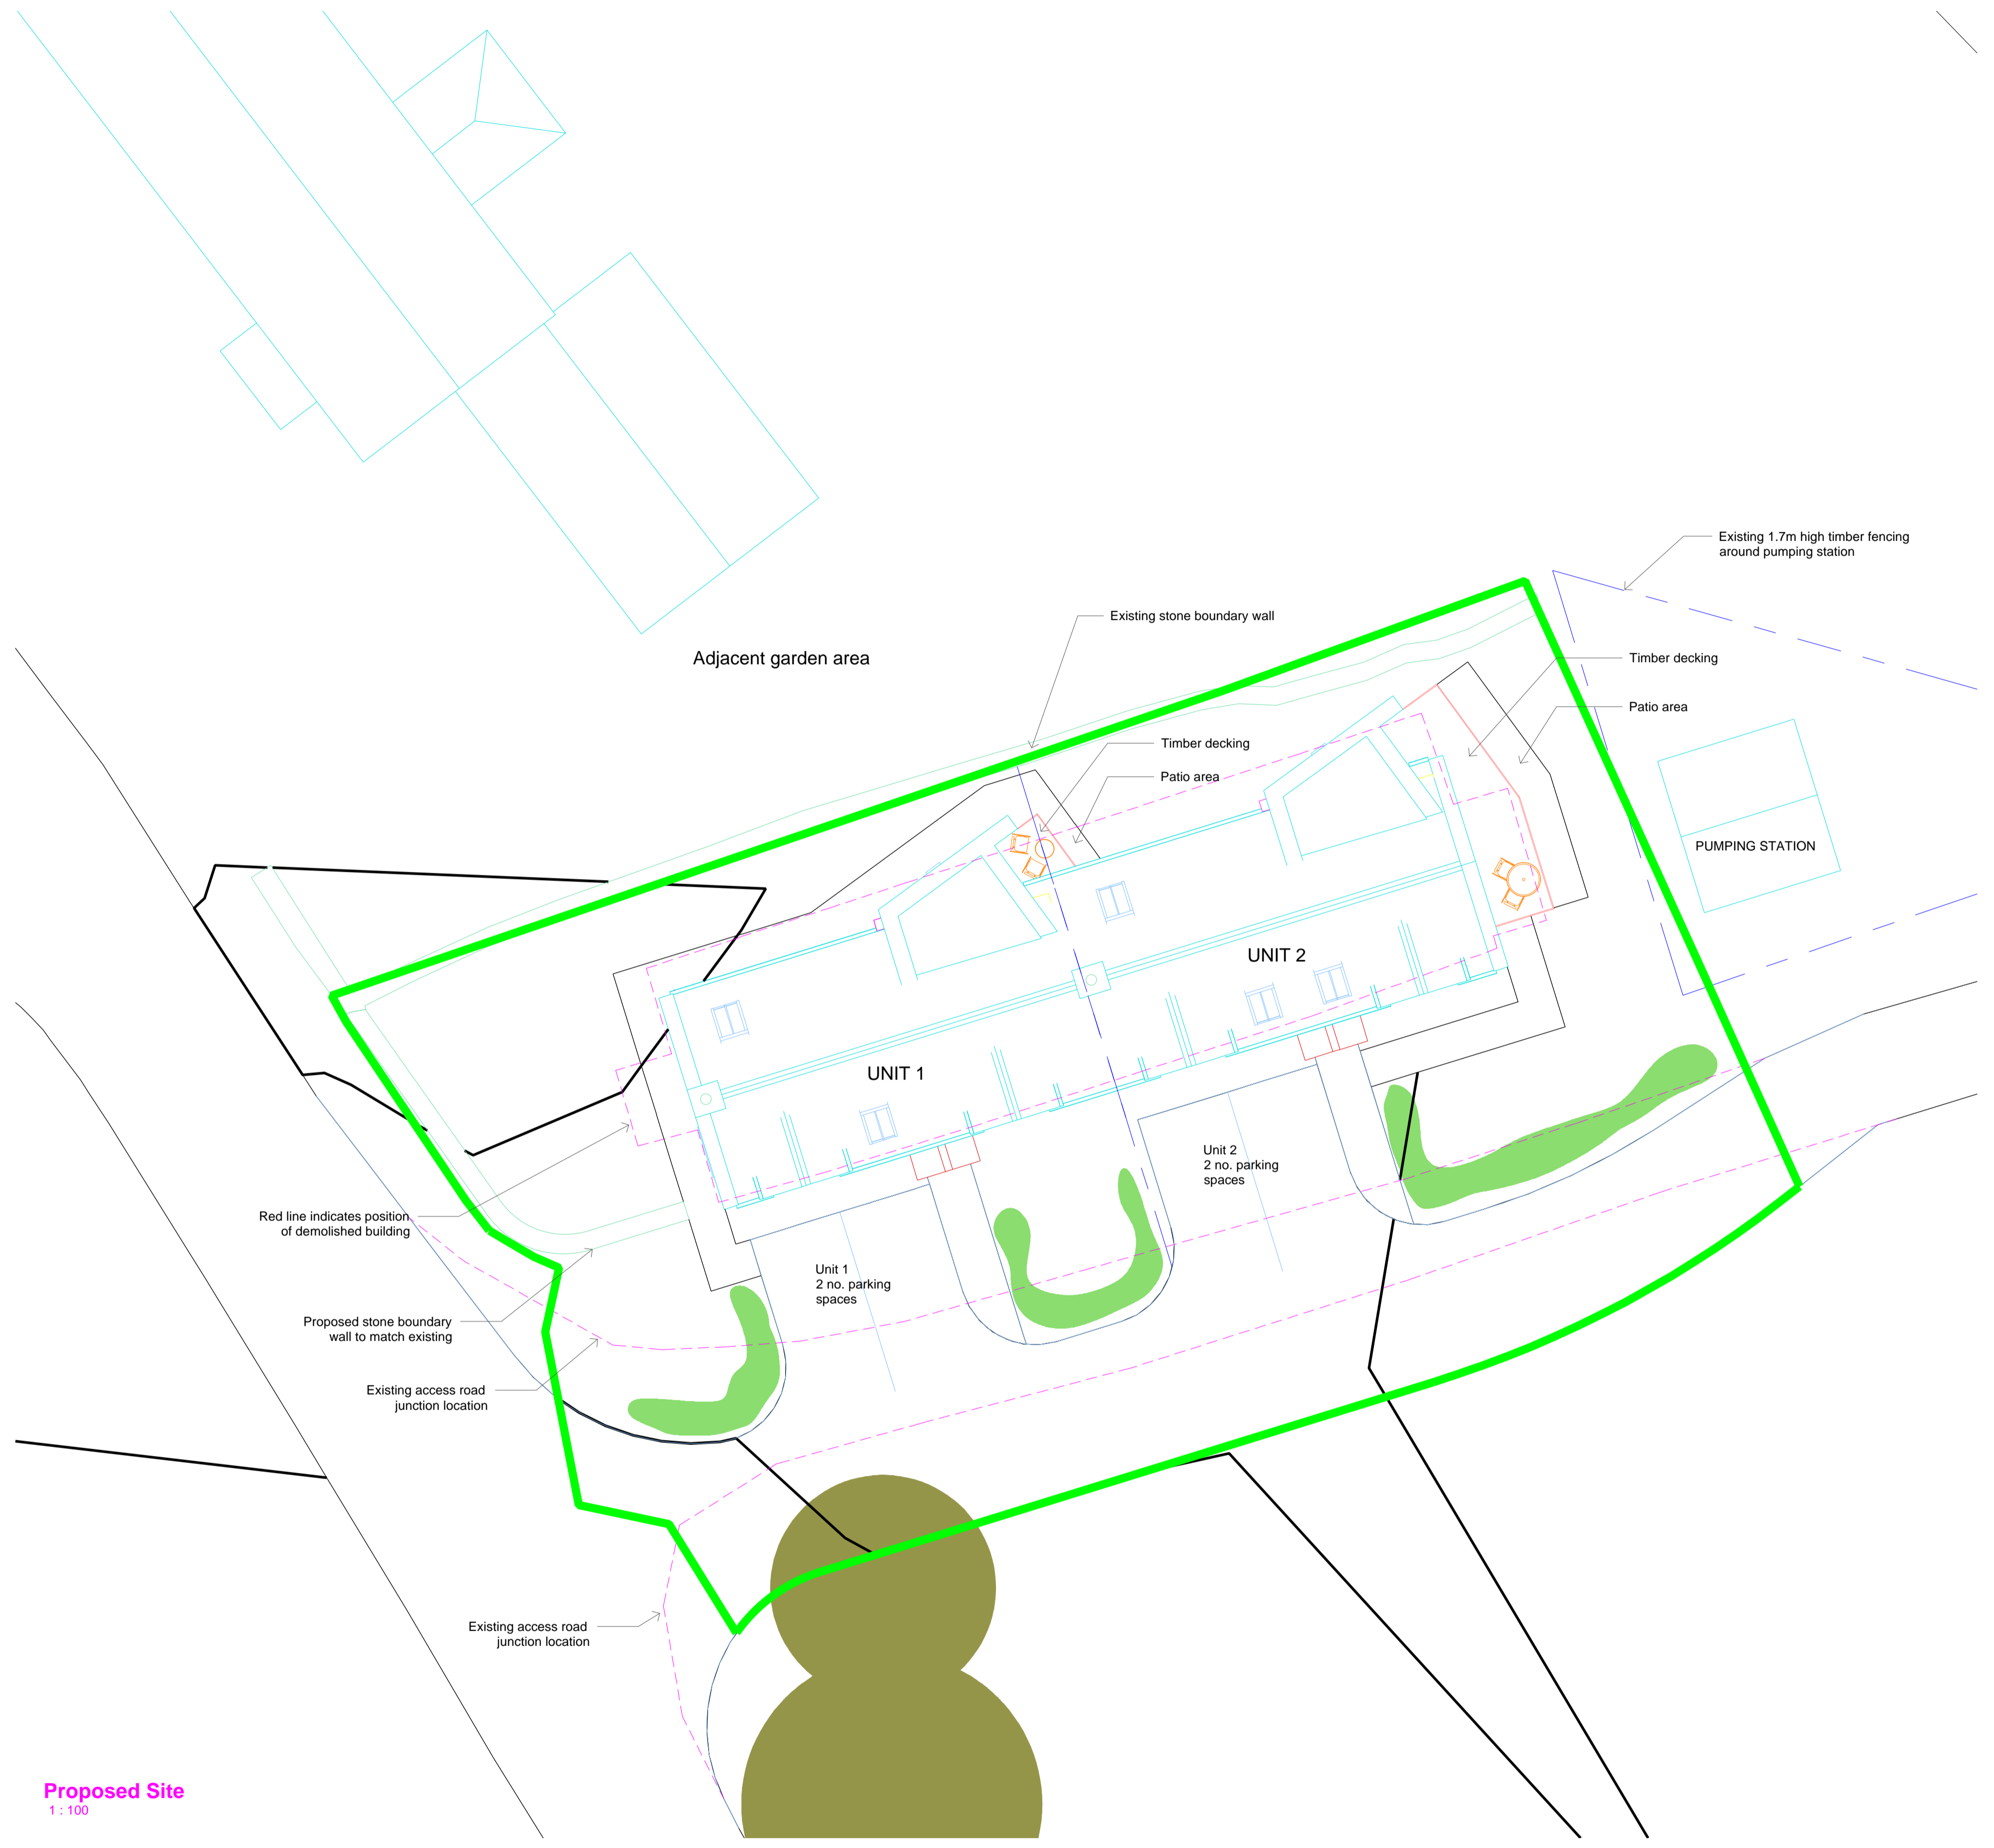 Existing 1.7m high timber fencing
around pumping station
Existing stone boundary wall
Adjacent garden area
Timber decking
Patio area
Timber decking
Patio area
PUMPING STATION
UNIT 2
UNIT 1
Unit 2
2 no. parking
spaces
Red line indicates position
of demolished building
Unit 1
2 no. parking
spaces
Proposed stone boundary
wall to match existing
Existing access road
junction location
Existing access road
junction location
Proposed Site
1 : 100